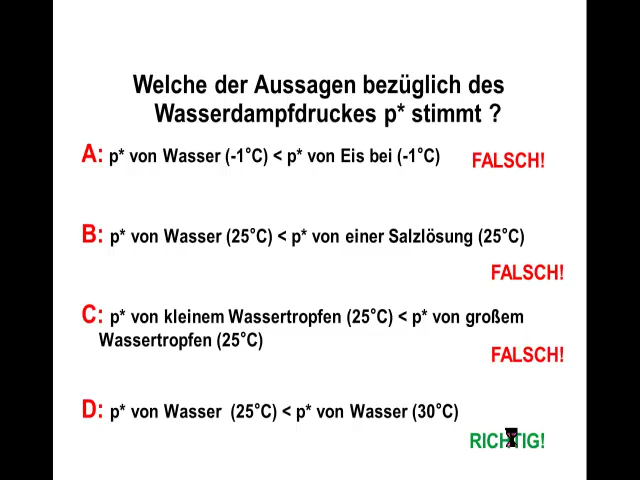 Welche der Aussagen bezüglich des
Wasserdampfdruckes p* stimmt ?
A: p* von Wasser (-1°C) < p* von Eis bei (-1°C)
FALSCH!
B: p* von Wasser (25°C) < p* von einer Salzlösung (25°C)
FALSCH!
C: p* von kleinem Wassertropfen (25°C) < p* von großem
Wassertropfen (25°C)
FALSCH!
D: p* von Wasser (25°C) < p* von Wasser (30°C)
RICHTIG!